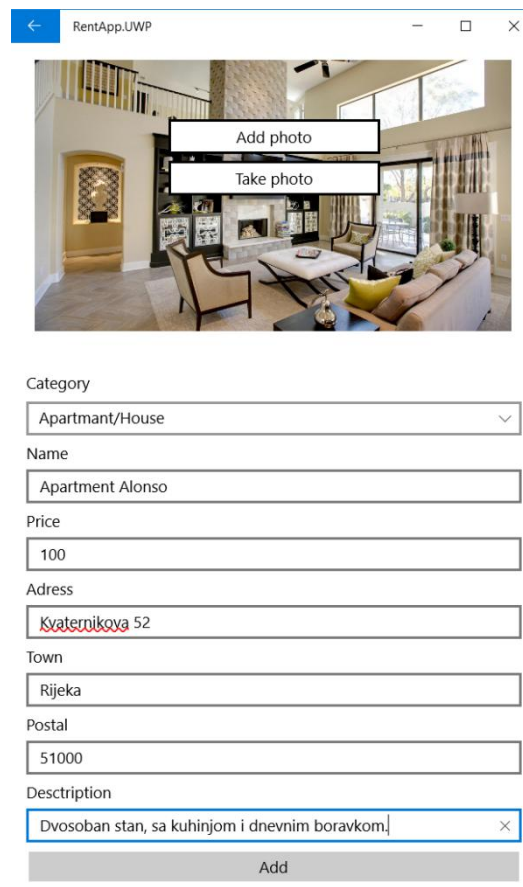 RentApp.UWP
Add photo
Take photo
Category
Apartmant/House
Name
Apartment Alonso
Price
100
Adress
Kvaternikova 52
Town
Rijeka
Postal
51000
Desctription
Dvosoban stan, sa kuhinjom i dnevnim boravkom.
Add